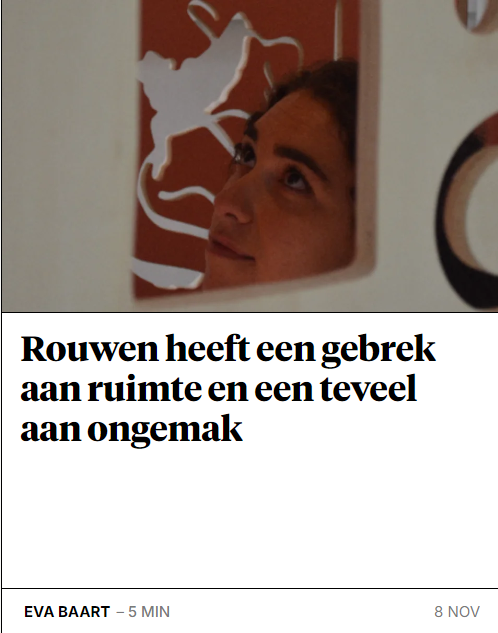 Rouwen heeft een gebrek
aan ruimte en een teveel
aan ongemak
EVA BAART – 5 MIN
8 NOV